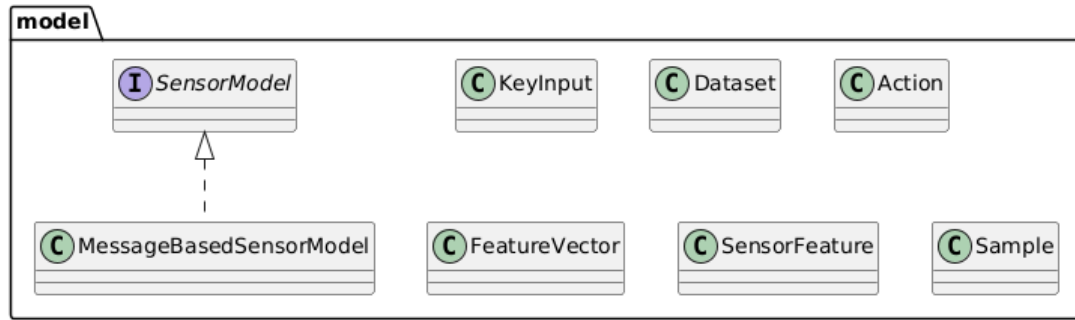 model
I SensorModel
C KeyInput
C Dataset
C Action
C MessageBasedSensorModel
C FeatureVector
C SensorFeature
C Sample